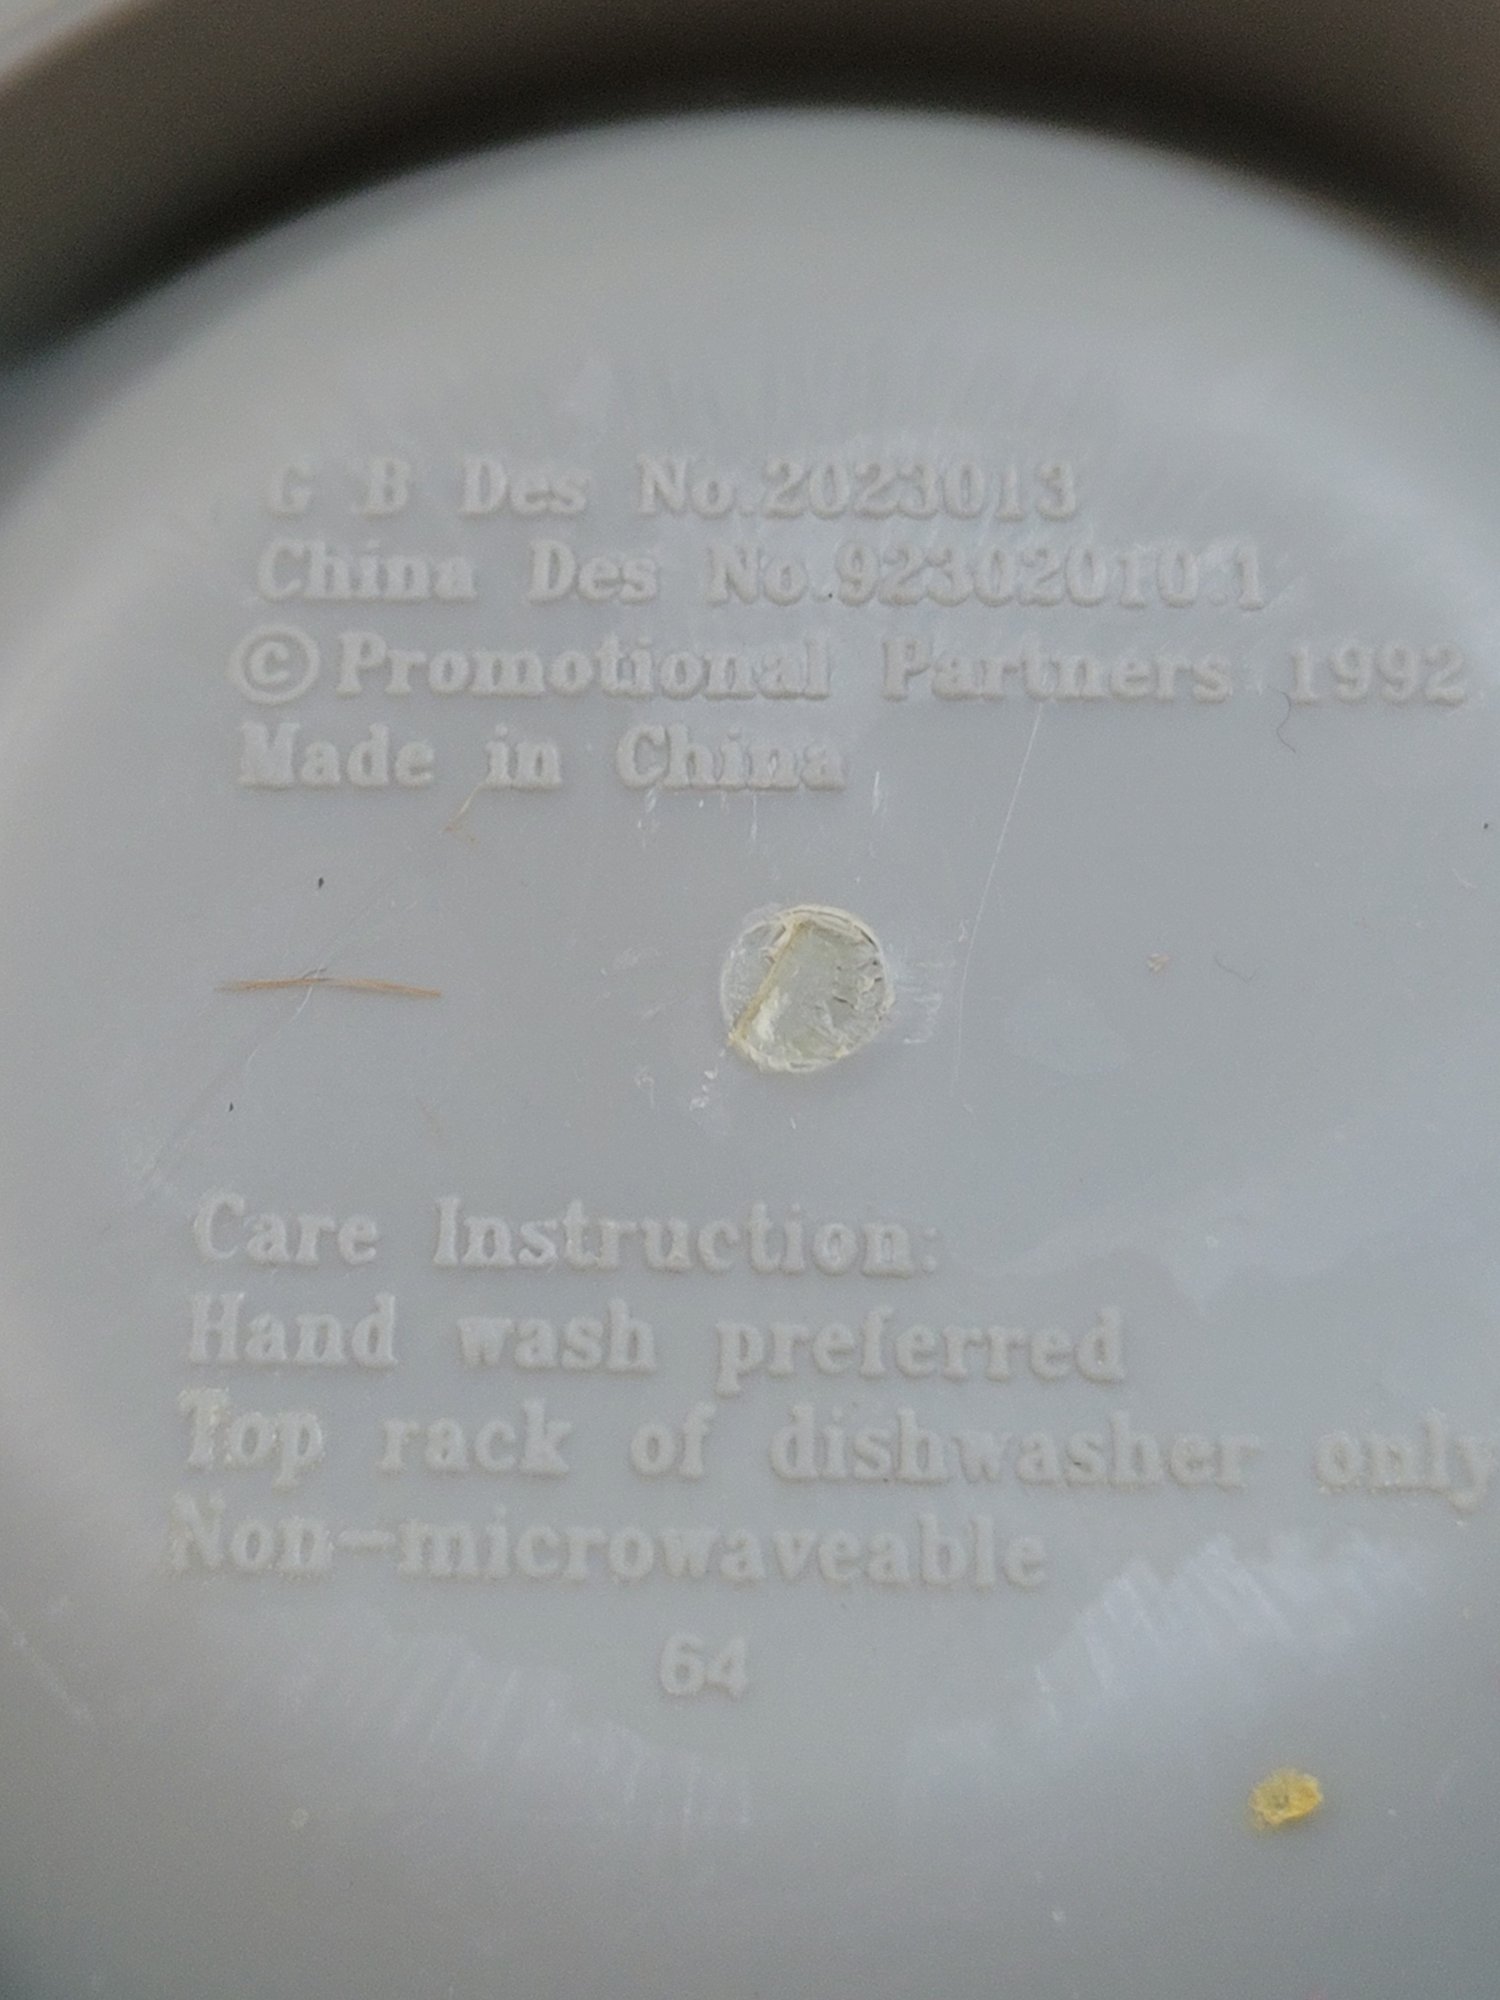 G B Des No.2023013
China Des No.92302010.1
©Promotional Partners 1992
Made in China
Care Instruction:
Hand wash preferred
Top rack of dishwasher only
Non-microwaveable
64